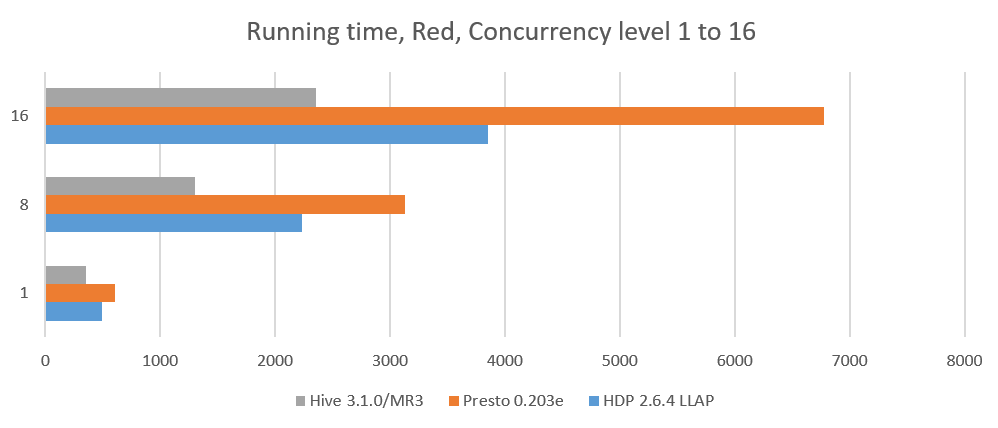 Running time, Red, Concurrency level 1 to 16
16
8
1
0 1000 2000 3000 4000 5000 6000 7000 8000
Hive 3.1.0/MR3 Presto 0.203e HDP 2.6.4 LLAP